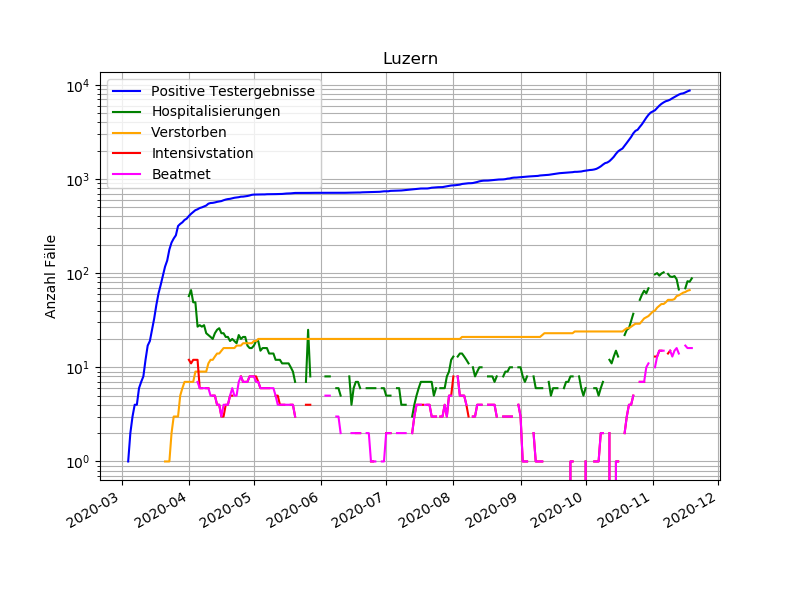 Luzern
Positive Testergebnisse
Hospitalisierungen
Verstorben
Intensivstation
Beatmet
Anzahl Fälle
10^4
10^3
10^2
10^1
10^0
2020-03
2020-04
2020-05
2020-06
2020-07
2020-08
2020-09
2020-10
2020-11
2020-12